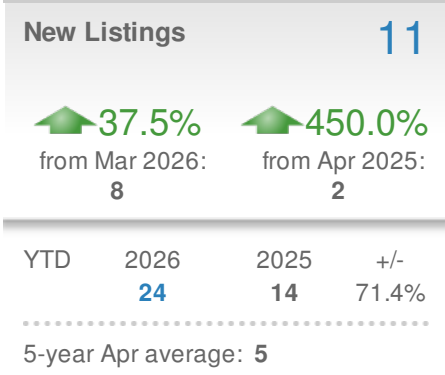 New Listings 11
37.5% 450.0%
from Mar 2026: from Apr 2025:
8 2
YTD 2026 2025 +/-
24 14 71.4%
5-year Apr average: 5